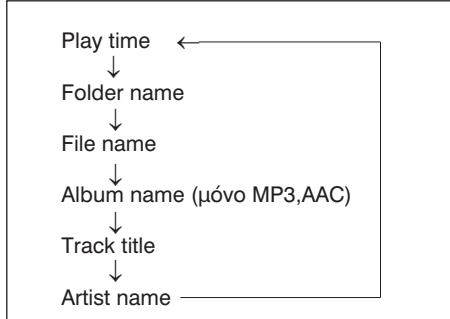 Play time
Folder name
File name
Album name (μόνο MP3,AAC)
Track title
Artist name